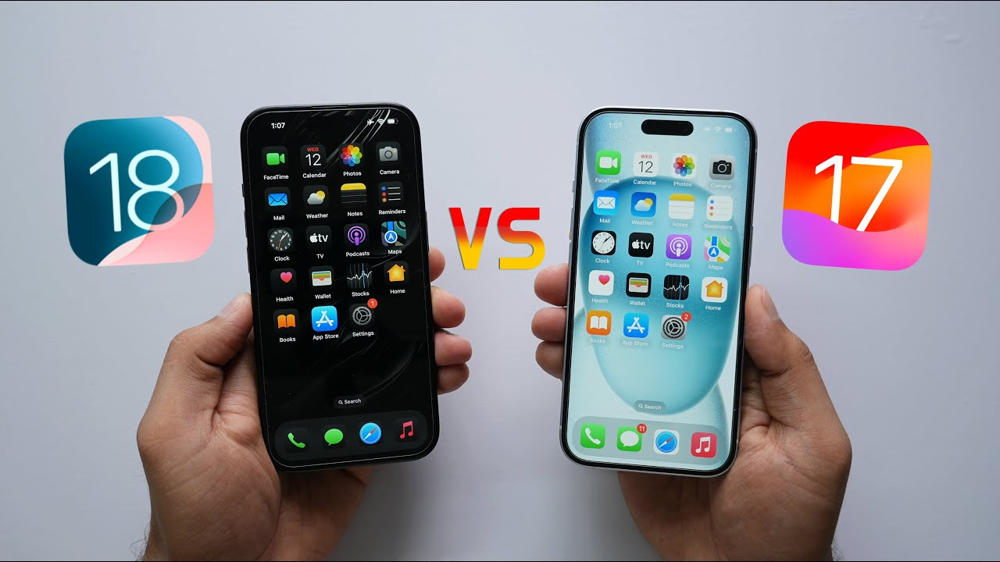 18
1:07
WED
12
FaceTime Calendar Photos Camera
Mail Weather Notes Reminders
tv
Clock TV Podcasts Maps
Health Wallet Stocks Home
1
Books App Store Settings
Search
VS
1:07
WED
12
FaceTime Calendar Photos Camera
Mail Weather Notes Reminders
tv
Clock TV Podcasts Maps
Health Wallet Stocks Home
2
Books App Store Settings
Search
11
17